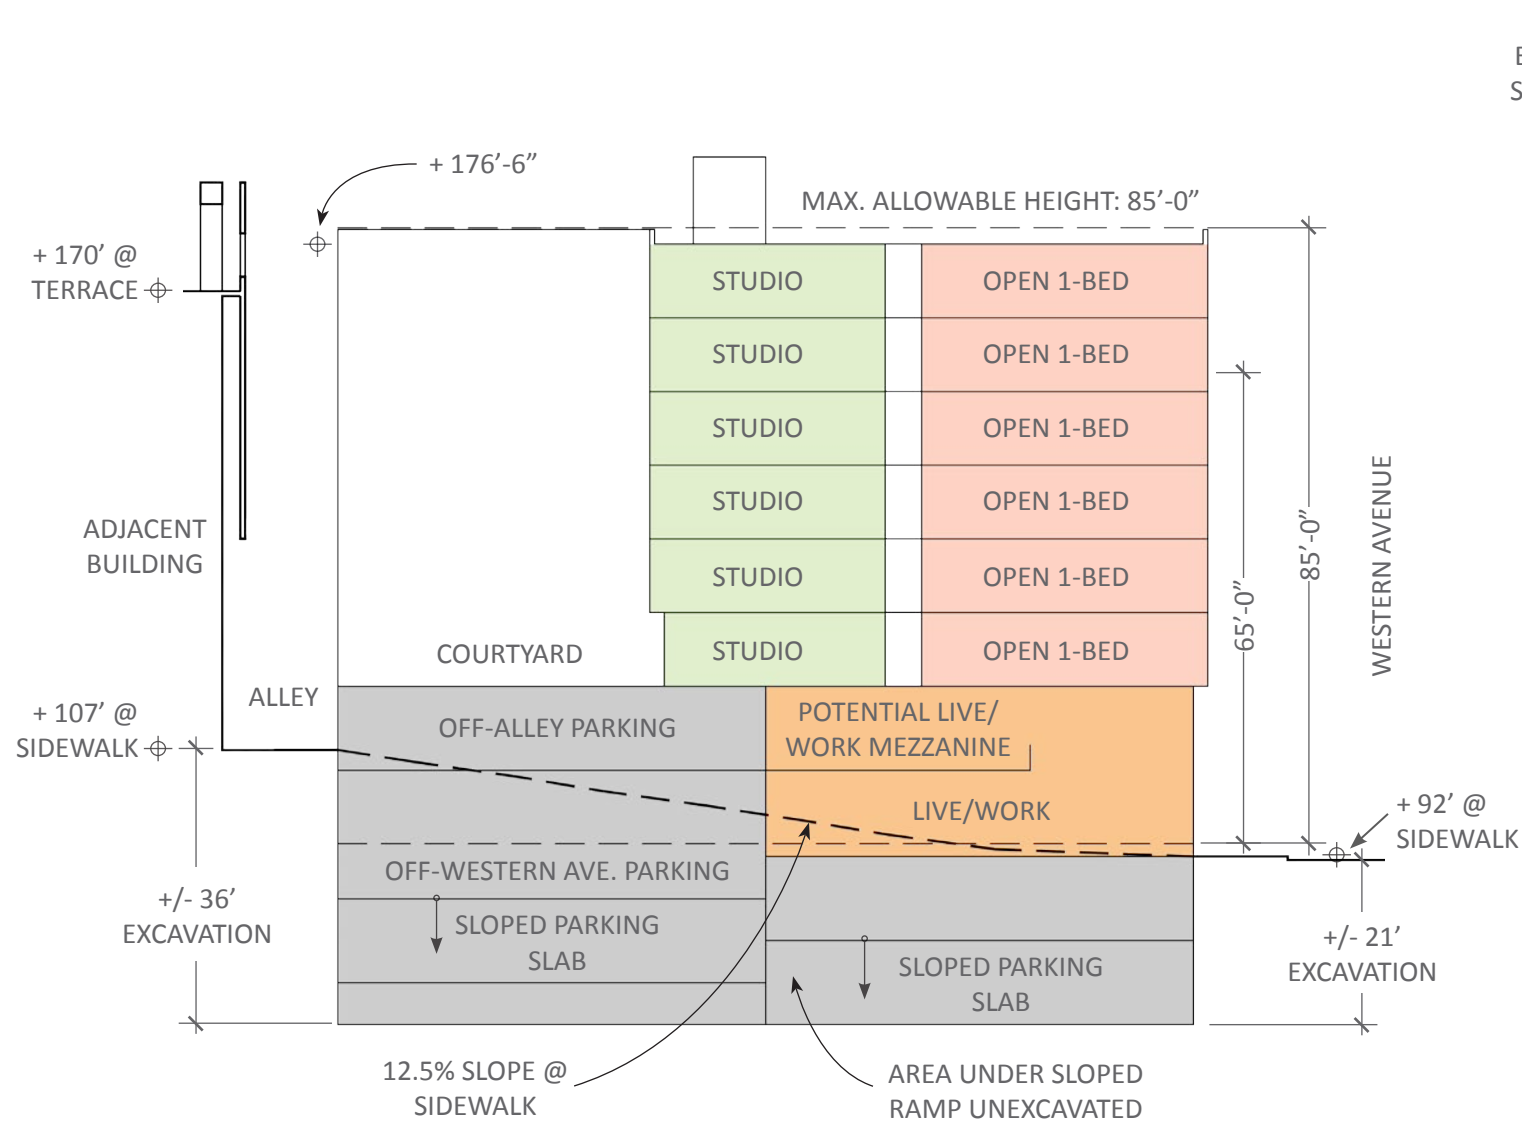 E
S
+ 176’-6”
MAX. ALLOWABLE HEIGHT: 85’-0”
+ 170’ @
TERRACE
STUDIO
OPEN 1-BED
STUDIO
OPEN 1-BED
STUDIO
OPEN 1-BED
STUDIO
OPEN 1-BED
STUDIO
OPEN 1-BED
STUDIO
OPEN 1-BED
ADJACENT
BUILDING
85’-0”
65’-0”
WESTERN AVENUE
COURTYARD
ALLEY
+ 107’ @
SIDEWALK
OFF-ALLEY PARKING
POTENTIAL LIVE/
WORK MEZZANINE
LIVE/WORK
+ 92’ @
SIDEWALK
OFF-WESTERN AVE. PARKING
+/- 36’
EXCAVATION
SLOPED PARKING
SLAB
SLOPED PARKING
SLAB
+/- 21’
EXCAVATION
12.5% SLOPE @
SIDEWALK
AREA UNDER SLOPED
RAMP UNEXCAVATED